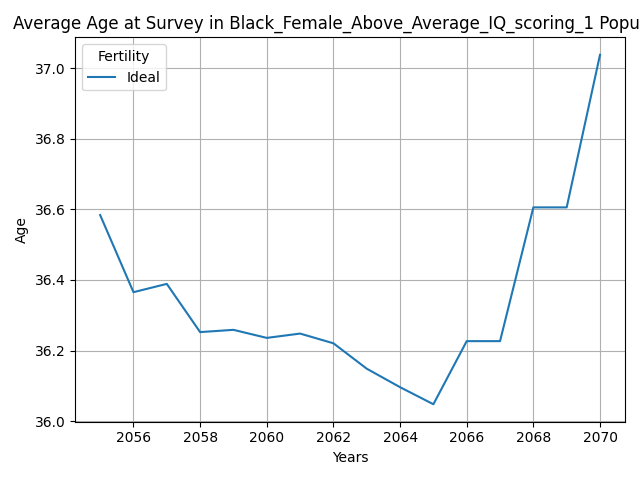 Average Age at Survey in Black_Female_Above_Average_IQ_scoring_1 Popu
Fertility
Ideal
37.0
36.8
36.6
36.4
36.2
36.0
Age
2056 2058 2060 2062 2064 2066 2068 2070
Years